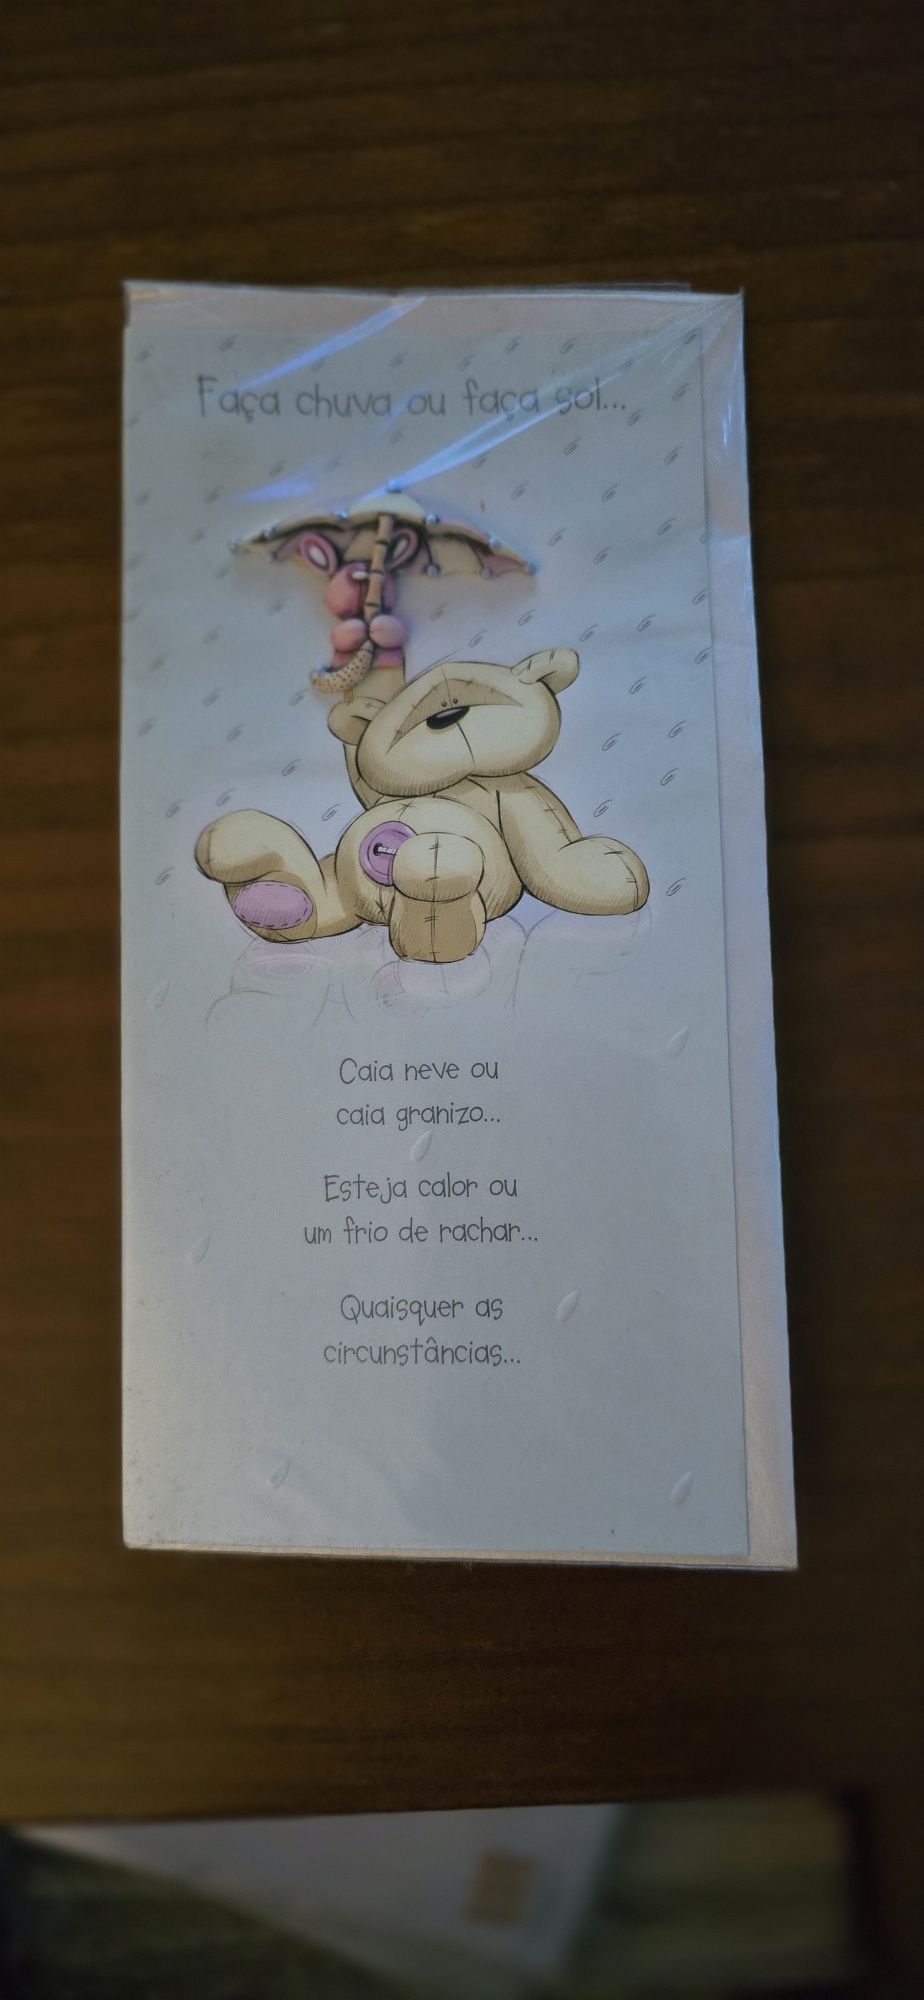 Faça chuva ou faça sol...
Caia neve ou
caia granizo...
Esteja calor ou
um frio de rachar...
Quaisquer as
circunstâncias...